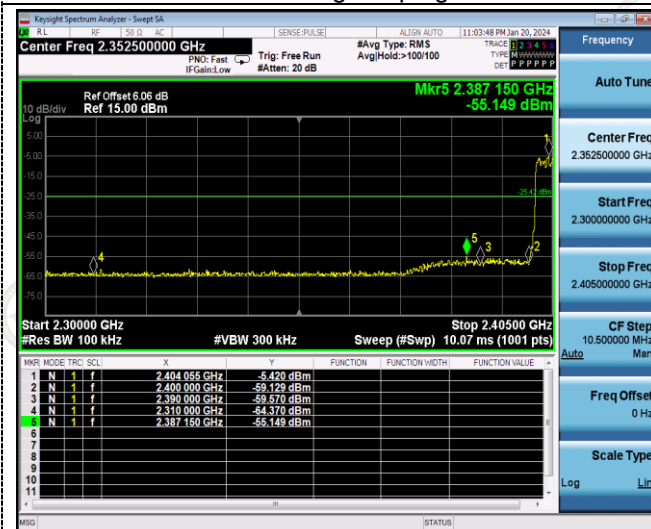 Keysight Spectrum Analyzer - Swept SA
RL RF 50 Ω AC SENSE:PULSE ALIGN AUTO 11:03:48 PM Jan 20, 2024
Center Freq 2.352500000 GHz
PNO: Fast
IFGain:Low
Trig: Free Run
#Atten: 20 dB
#Avg Type: RMS
Avg|Hold:>100/100
TRACE 1 2 3 4 5 6
TYPE M WWWWW
DET P P P P P P
Ref Offset 6.06 dB
10 dB/div Ref 15.00 dBm
Log
Mkr5 2.387 150 GHz
-55.149 dBm
5.00
-5.00
-15.0
-25.0
-35.0
-45.0
-55.0
-65.0
-75.0
1
-25.42 dBm
5
3
2
4
Start 2.30000 GHz Stop 2.40500 GHz
#Res BW 100 kHz #VBW 300 kHz Sweep (#Swp) 10.07 ms (1001 pts)
MKR MODE TRC SCL X Y FUNCTION FUNCTION WIDTH FUNCTION VALUE
1 N 1 f 2.404 055 GHz -5.420 dBm
2 N 1 f 2.400 000 GHz -59.129 dBm
3 N 1 f 2.390 000 GHz -59.570 dBm
4 N 1 f 2.310 000 GHz -64.370 dBm
5 N 1 f 2.387 150 GHz -55.149 dBm
6
7
8
9
10
11
MSG STATUS
Frequency
Auto Tune
Center Freq
2.352500000 GHz
Start Freq
2.300000000 GHz
Stop Freq
2.405000000 GHz
CF Step
10.500000 MHz
Auto Man
Freq Offset
0 Hz
Scale Type
Log Lin